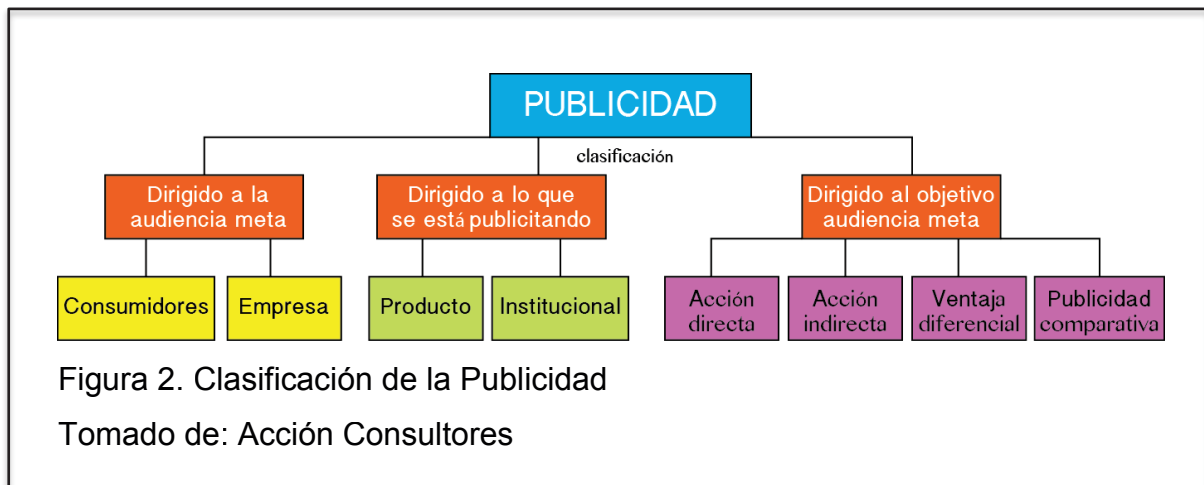 PUBLICIDAD
clasificación
Dirigido a la
audiencia meta
Dirigido a lo que
se está publicitando
Dirigido al objetivo
audiencia meta
Consumidores
Empresa
Producto
Institucional
Acción
directa
Acción
indirecta
Ventaja
diferencial
Publicidad
comparativa
Figura 2. Clasificación de la Publicidad
Tomado de: Acción Consultores